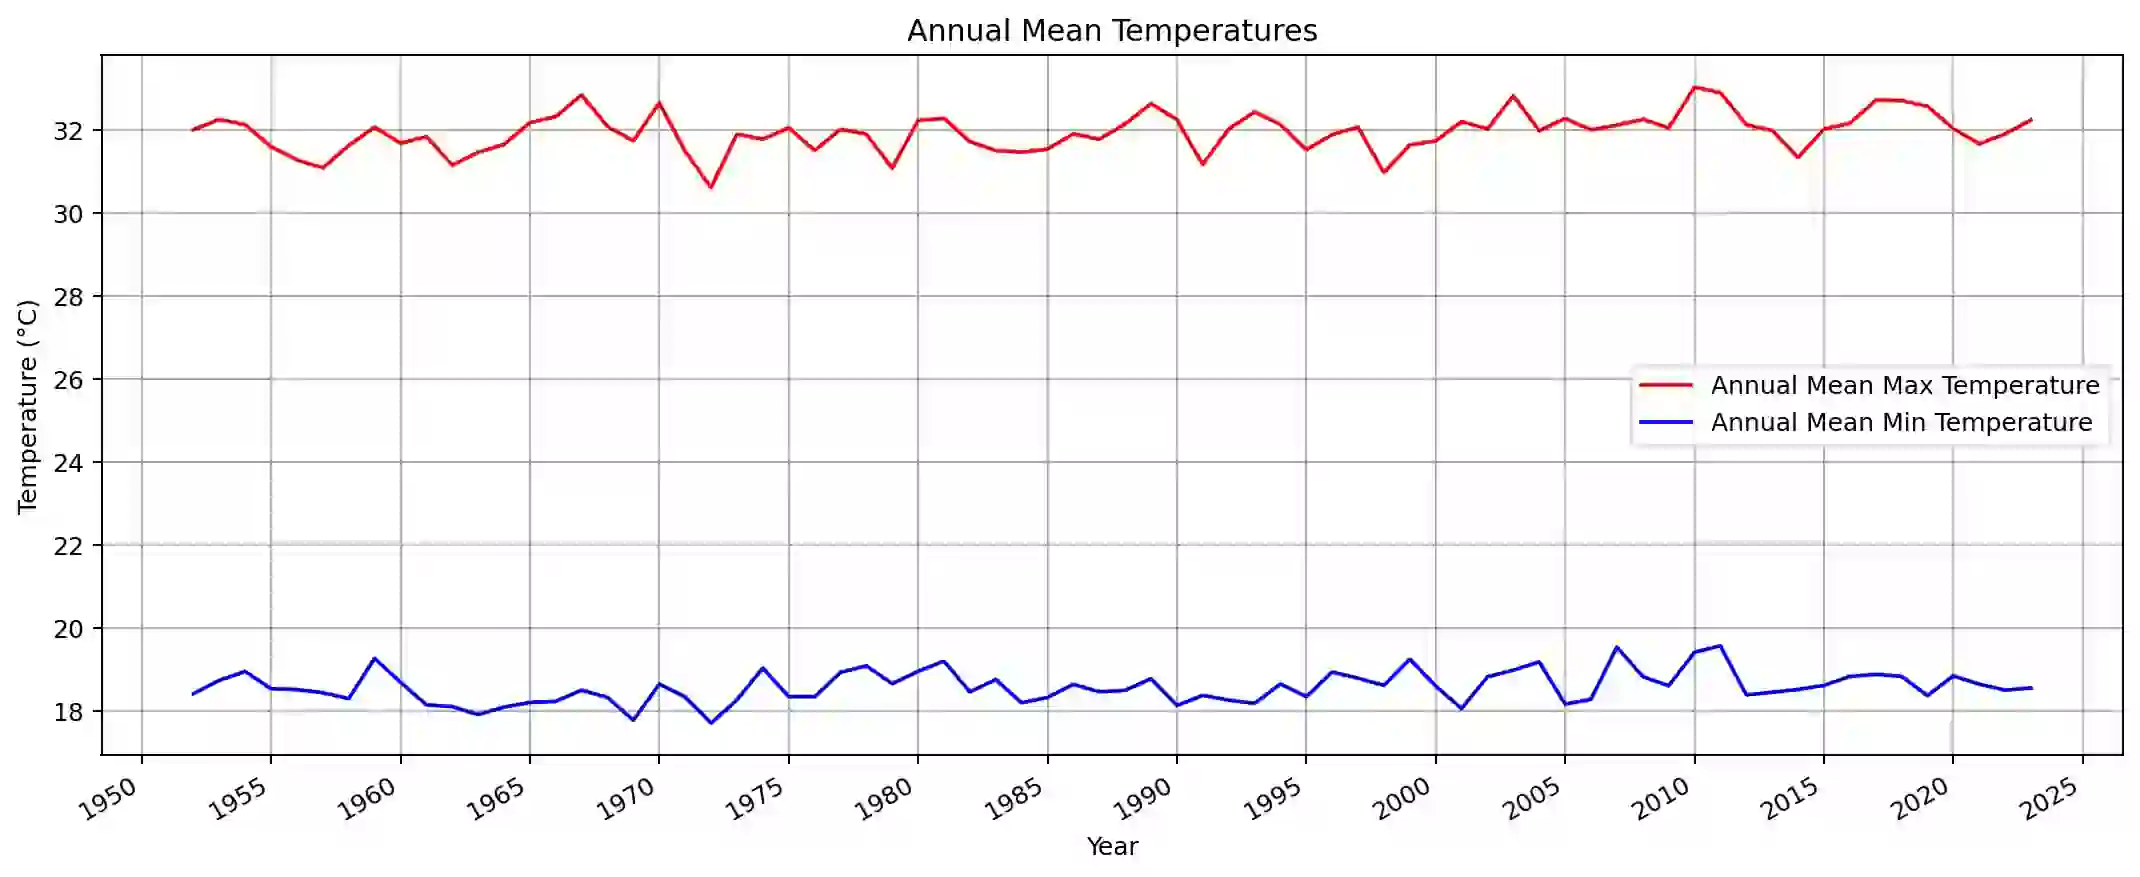 Annual Mean Temperatures
Temperature (°C)
32
30
28
26
24
22
20
18
Annual Mean Max Temperature
Annual Mean Min Temperature
1950 1955 1960 1965 1970 1975 1980 1985 1990 1995 2000 2005 2010 2015 2020 2025
Year